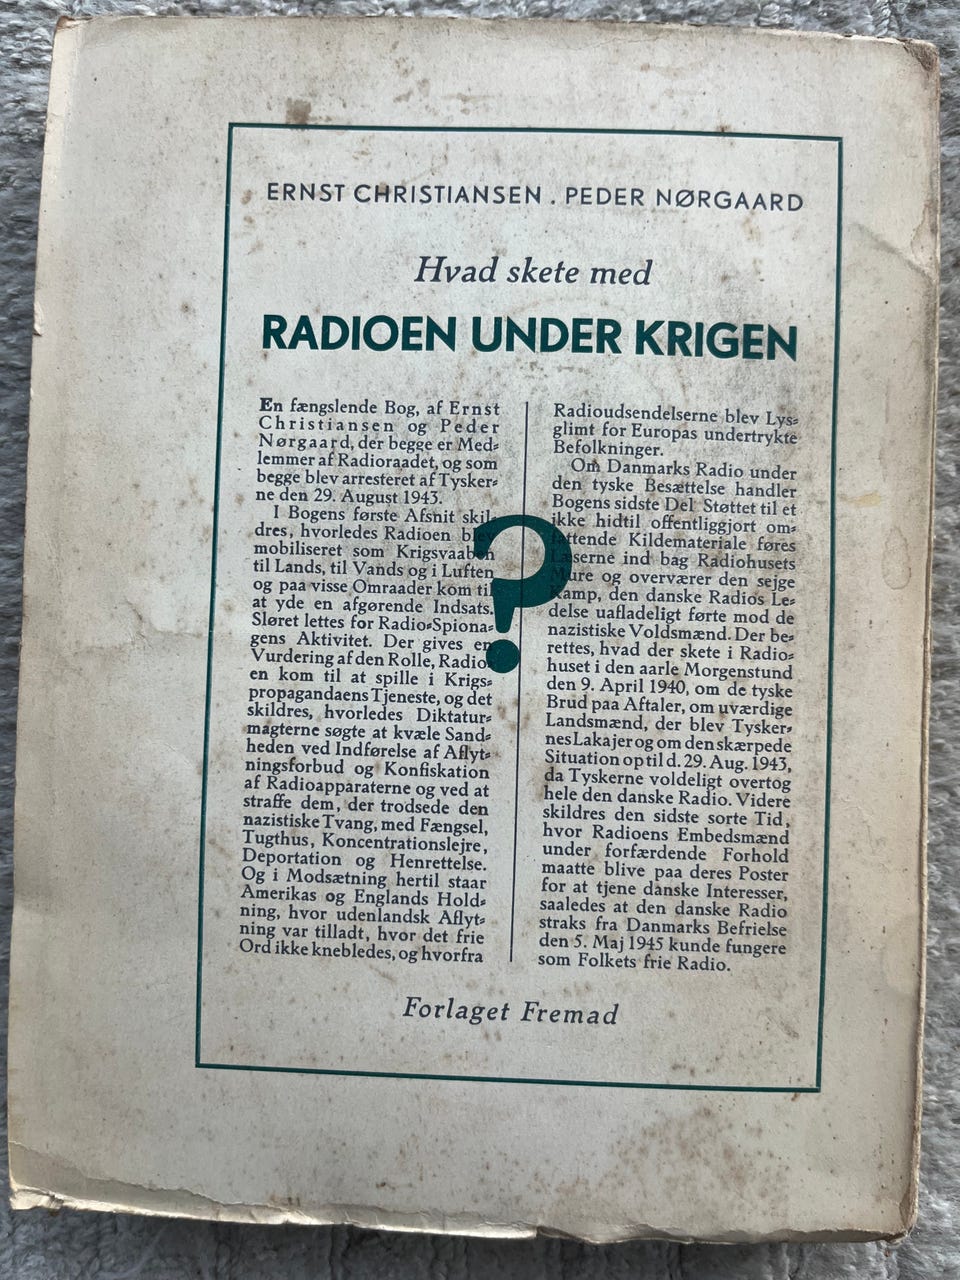 ERNST CHRISTIANSEN . PEDER NØRGAARD
Hvad skete med
RADIOEN UNDER KRIGEN
En fængslende Bog, af Ernst
Christiansen og Peder
Nørgaard, der begge er Med-
lemmer af Radioraadet, og som
begge blev arresteret af Tysker-
ne den 29. August 1943.
I Bogens første Afsnit skil-
dres, hvorledes Radioen blev
mobiliseret som Krigsvaaben
til Lands, til Vands og i Luften
og paa visse Omraader kom til
at yde en afgørende Indsats.
Sløret lettes for Radio-Spiona-
gens Aktivitet. Der gives en
Vurdering af den Rolle, Radio-
en kom til at spille i Krigs-
propagandaens Tjeneste, og det
skildres, hvorledes Diktatur-
magterne søgte at kvæle Sand-
heden ved Indførelse af Aflyt-
ningsforbud og Konfiskation
af Radioapparaterne og ved at
straffe dem, der trodsede den
nazistiske Tvang, med Fængsel,
Tugthus, Koncentrationslejre,
Deportation og Henrettelse.
Og i Modsætning hertil staar
Amerikas og Englands Hold-
ning, hvor udenlandsk Aflyt-
ning var tilladt, hvor det frie
Ord ikke knebledes, og hvorfra
Radioudsendelserne blev Lys-
glimt for Europas undertrykte
Befolkninger.
Om Danmarks Radio under
den tyske Besættelse handler
Bogens sidste Del. Støttet til et
ikke hidtil offentliggjort om-
fattende Kildemateriale føres
Læserne ind bag Radiohusets
Mure og overværer den sejge
Kamp, den danske Radios Le-
delse uafladeligt førte mod de
nazistiske Voldsmænd. Der be-
rettes, hvad der skete i Radio-
huset i den aarle Morgenstund
den 9. April 1940, om de tyske
Brud paa Aftaler, om uværdige
Landsmænd, der blev Tysker-
nes Lakajer og om den skærpede
Situation op til d. 29. Aug. 1943,
da Tyskerne voldeligt overtog
hele den danske Radio. Videre
skildres den sidste sorte Tid,
hvor Radioens Embedsmænd
under forfærdende Forhold
maatte blive paa deres Poster
for at tjene danske Interesser,
saaledes at den danske Radio
straks fra Danmarks Befrielse
den 5. Maj 1945 kunde fungere
som Folkets frie Radio.
?
Forlaget Fremad